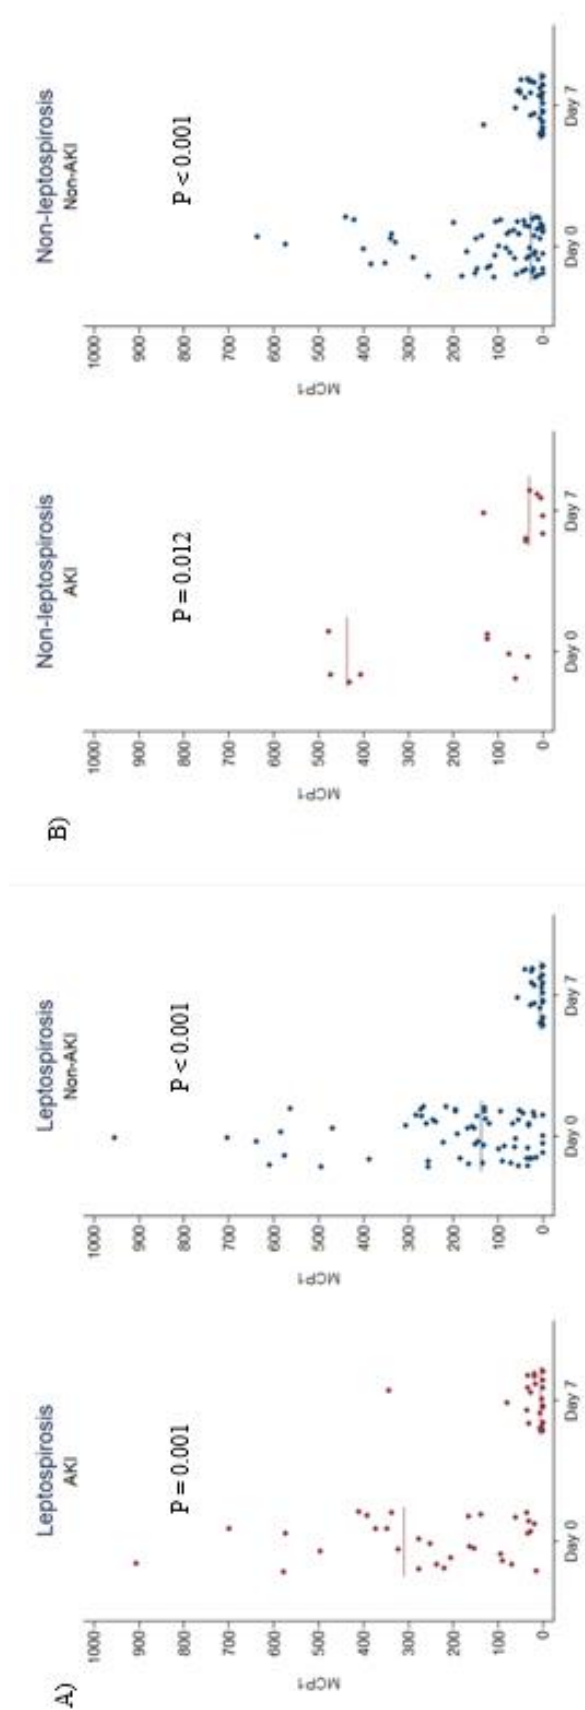 A)
Leptospirosis
AKI
P = 0.001
1000
900
800
700
600
500
400
300
200
100
0
MCP1
Day 0
Day 7
Leptospirosis
Non-AKI
P < 0.001
1000
900
800
700
600
500
400
300
200
100
0
MCP1
Day 0
Day 7
B)
Non-leptospirosis
AKI
P = 0.012
1000
900
800
700
600
500
400
300
200
100
0
MCP1
Day 0
Day 7
Non-leptospirosis
Non-AKI
P < 0.001
1000
900
800
700
600
500
400
300
200
100
0
MCP1
Day 0
Day 7